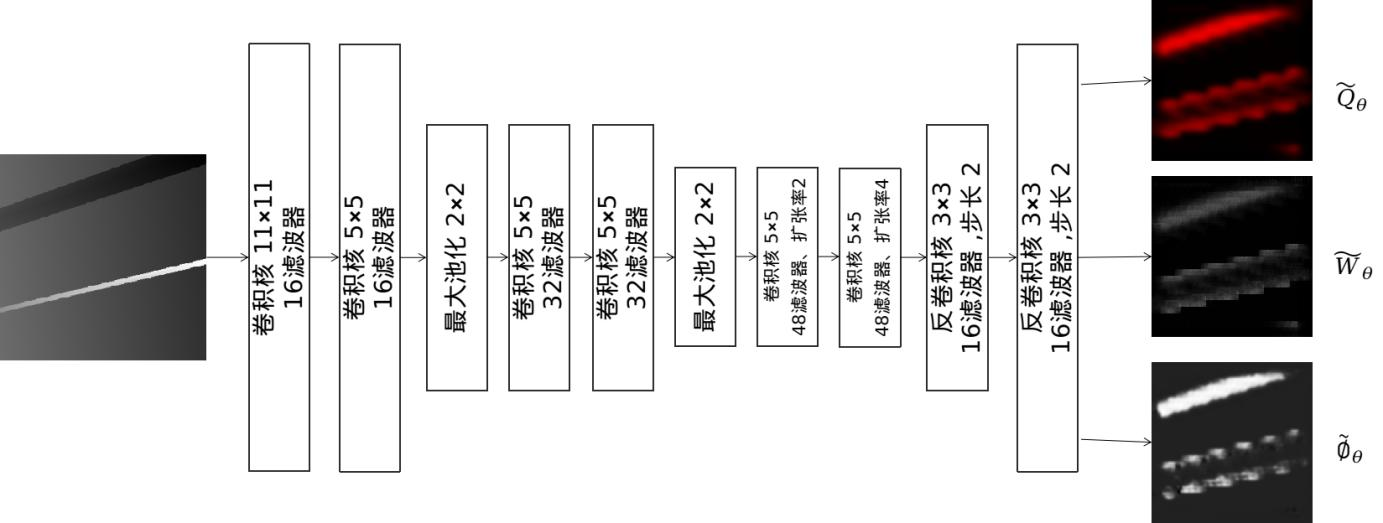 卷积核 11×11
16滤波器
卷积核 5×5
16滤波器
最大池化 2×2
卷积核 5×5
32滤波器
卷积核 5×5
32滤波器
最大池化 2×2
卷积核 5×5
48滤波器、扩张率2
卷积核 5×5
48滤波器、扩张率4
反卷积核 3×3
16滤波器 ,步长 2
反卷积核 3×3
16滤波器 ,步长 2
Q̃θ
W̃θ
ϕ̃θ